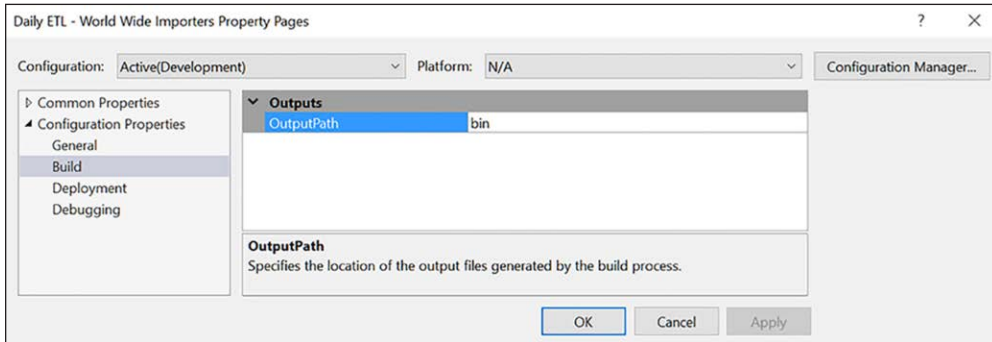 Daily ETL - World Wide Importers Property Pages ? ×
Configuration: Active(Development) Platform: N/A Configuration Manager...
Common Properties
Configuration Properties
General
Build
Deployment
Debugging
Outputs
OutputPath bin
OutputPath
Specifies the location of the output files generated by the build process.
OK Cancel Apply